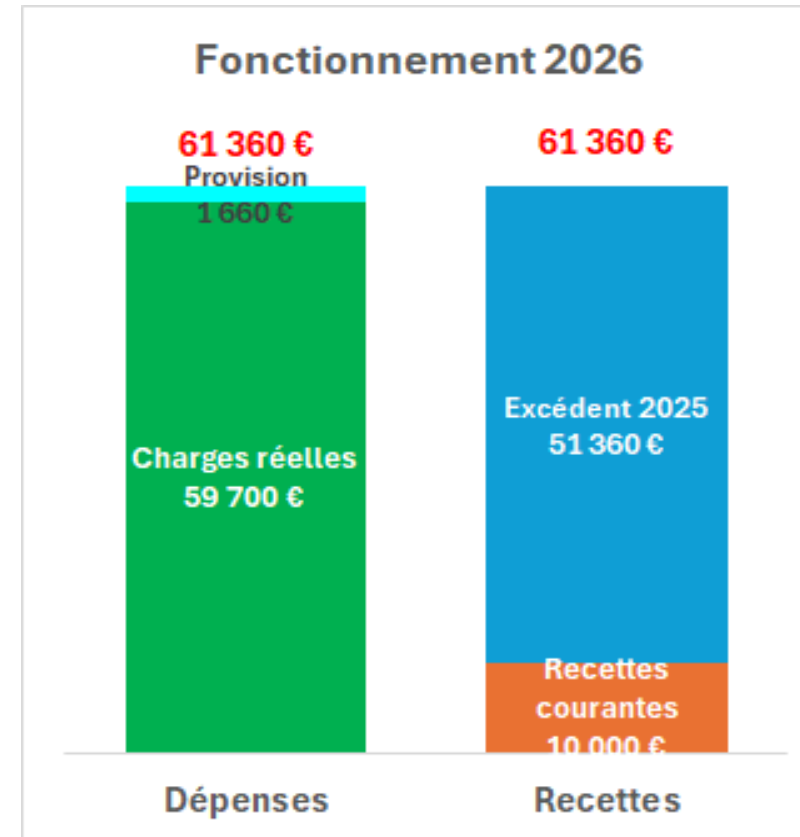 Fonctionnement 2026
61 360 €
Provision
1 660 €
Charges réelles
59 700 €
Dépenses
61 360 €
Excédent 2025
51 360 €
Recettes
courantes
10 000 €
Recettes